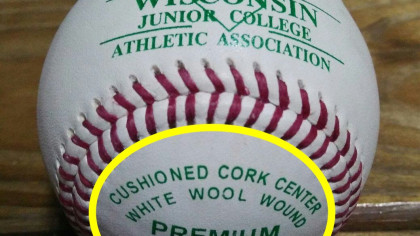 WISCONSIN
JUNIOR COLLEGE
ATHLETIC ASSOCIATION
CUSHIONED CORK CENTER
WHITE WOOL WOUND
PREMIUM